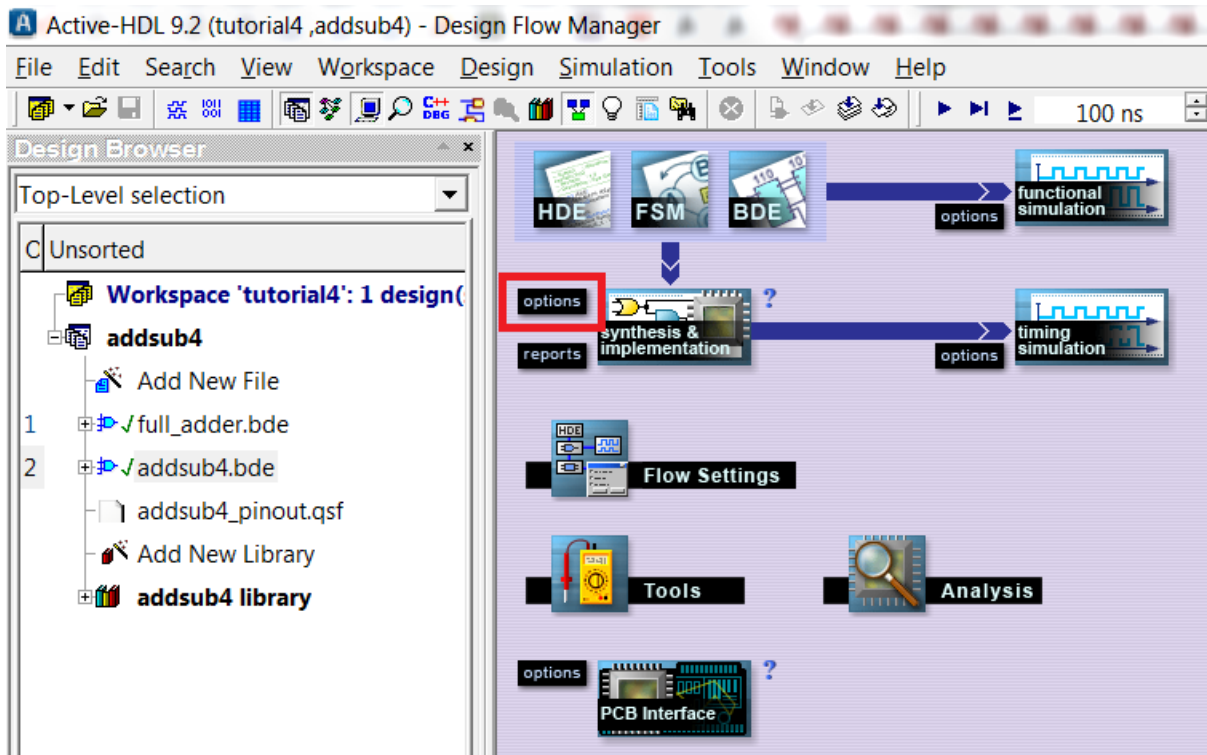 Active-HDL 9.2 (tutorial4 ,addsub4) - Design Flow Manager
File Edit Search View Workspace Design Simulation Tools Window Help
C++ DBG 100 ns
Design Browser
Top-Level selection
C Unsorted
Workspace 'tutorial4': 1 design(
addsub4
Add New File
1 full_adder.bde
2 addsub4.bde
addsub4_pinout.qsf
Add New Library
addsub4 library
HDE FSM BDE
options
functional
simulation
options
synthesis &
implementation
?
reports
options
timing
simulation
HDE
Flow Settings
Tools
Analysis
options
PCB Interface
?